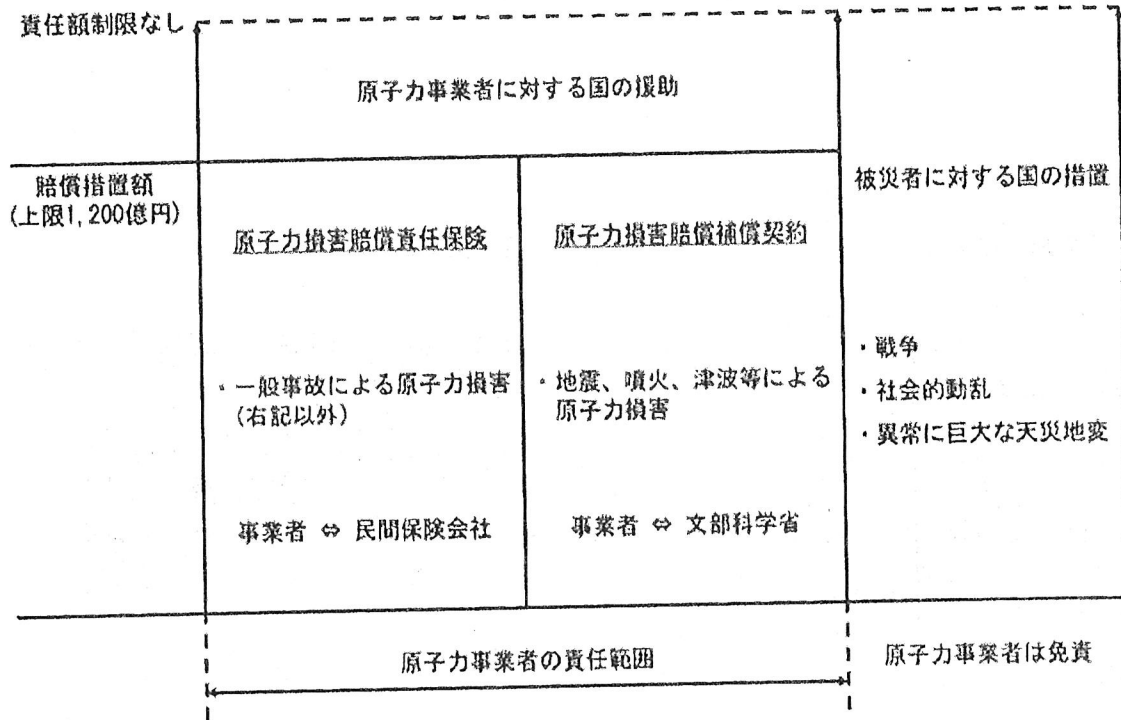 責任額制限なし
原子力事業者に対する国の援助
賠償措置額
(上限1,200億円)
被災者に対する国の措置
原子力損害賠償責任保険
原子力損害賠償補償契約
・一般事故による原子力損害
(右記以外)
・地震、噴火、津波等による
原子力損害
・戦争
・社会的動乱
・異常に巨大な天災地変
事業者 ⇔ 民間保険会社
事業者 ⇔ 文部科学省
原子力事業者の責任範囲
原子力事業者は免責